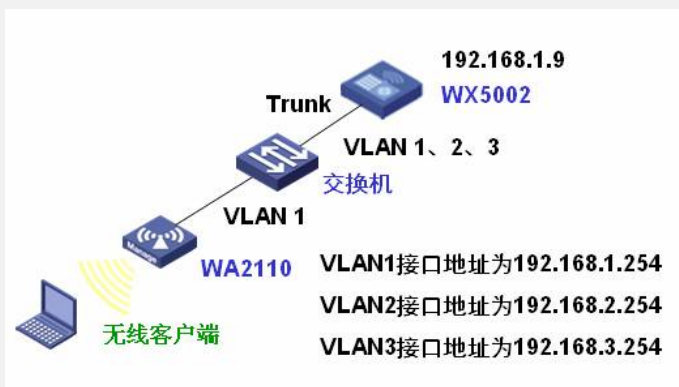 192.168.1.9
WX5002
Trunk
VLAN 1、2、3
交换机
VLAN 1
Manage
WA2110
无线客户端
VLAN1接口地址为192.168.1.254
VLAN2接口地址为192.168.2.254
VLAN3接口地址为192.168.3.254